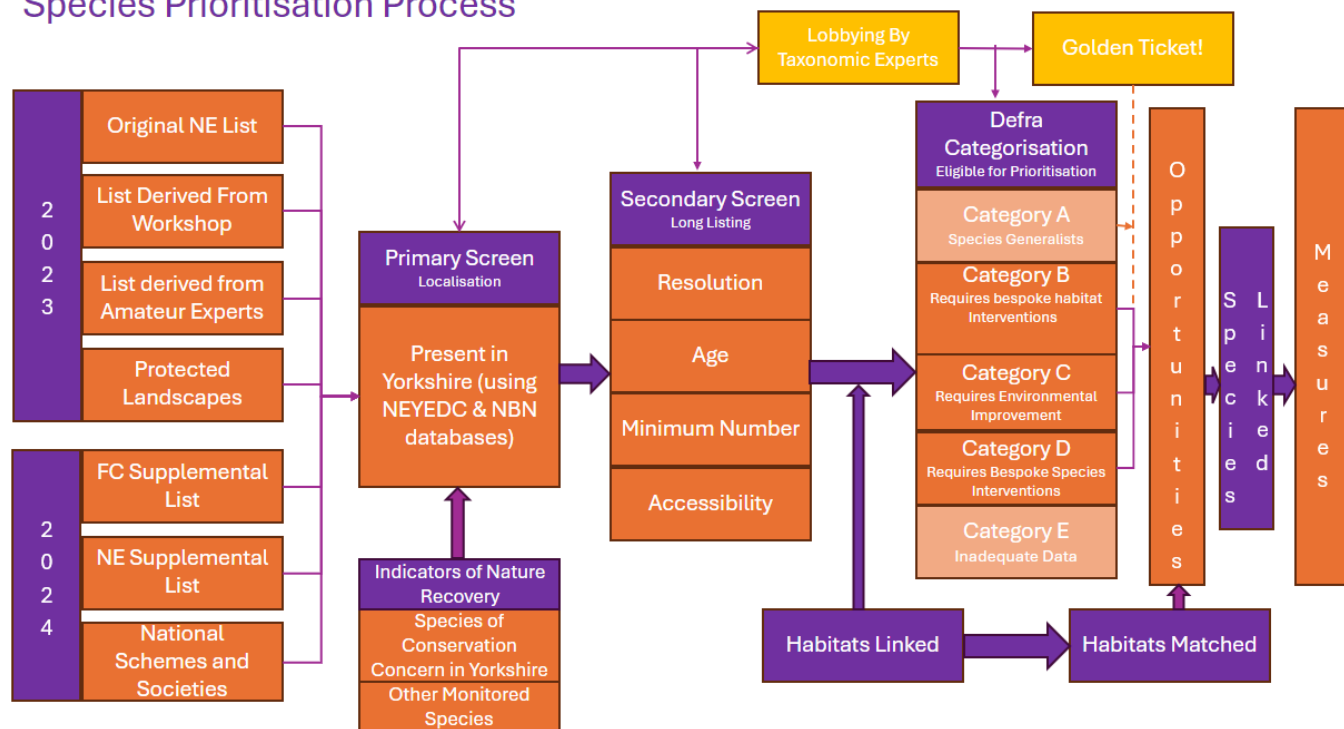 Species Prioritisation Process
Lobbying By
Taxonomic Experts
Golden Ticket!
2
0
2
3
Original NE List
List Derived From
Workshop
List derived from
Amateur Experts
Protected
Landscapes
2
0
2
4
FC Supplemental
List
NE Supplemental
List
National
Schemes and
Societies
Primary Screen
Localisation
Present in
Yorkshire (using
NEYEDC & NBN
databases)
Indicators of Nature
Recovery
Species of
Conservation
Concern in Yorkshire
Other Monitored
Species
Secondary Screen
Long Listing
Resolution
Age
Minimum Number
Accessibility
Defra
Categorisation
Eligible for Prioritisation
Category A
Species Generalists
Category B
Requires bespoke habitat
Interventions
Category C
Requires Environmental
Improvement
Category D
Requires Bespoke Species
Interventions
Category E
Inadequate Data
Habitats Linked
Habitats Matched
O
p
p
o
r
t
u
n
i
t
i
e
s
S
p
e
c
i
e
s
L
i
n
k
e
d
M
e
a
s
u
r
e
s